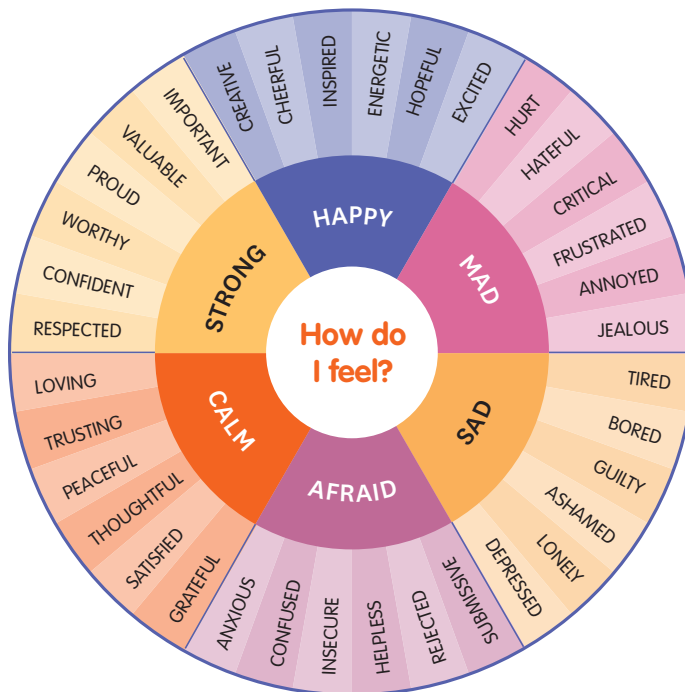 How do
I feel?
HAPPY
CREATIVE
CHEERFUL
INSPIRED
ENERGETIC
HOPEFUL
EXCITED
MAD
HURT
HATEFUL
CRITICAL
FRUSTRATED
ANNOYED
JEALOUS
SAD
TIRED
BORED
GUILTY
ASHAMED
LONELY
DEPRESSED
AFRAID
SUBMISSIVE
REJECTED
HELPLESS
INSECURE
CONFUSED
ANXIOUS
CALM
GRATEFUL
SATISFIED
THOUGHTFUL
PEACEFUL
TRUSTING
LOVING
STRONG
RESPECTED
CONFIDENT
WORTHY
PROUD
VALUABLE
IMPORTANT